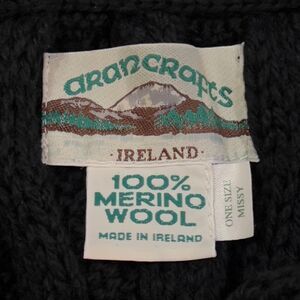 arancrafts
· IRELAND ·
100%
MERINO
WOOL
MADE IN IRELAND
ONE SIZE
MISSY